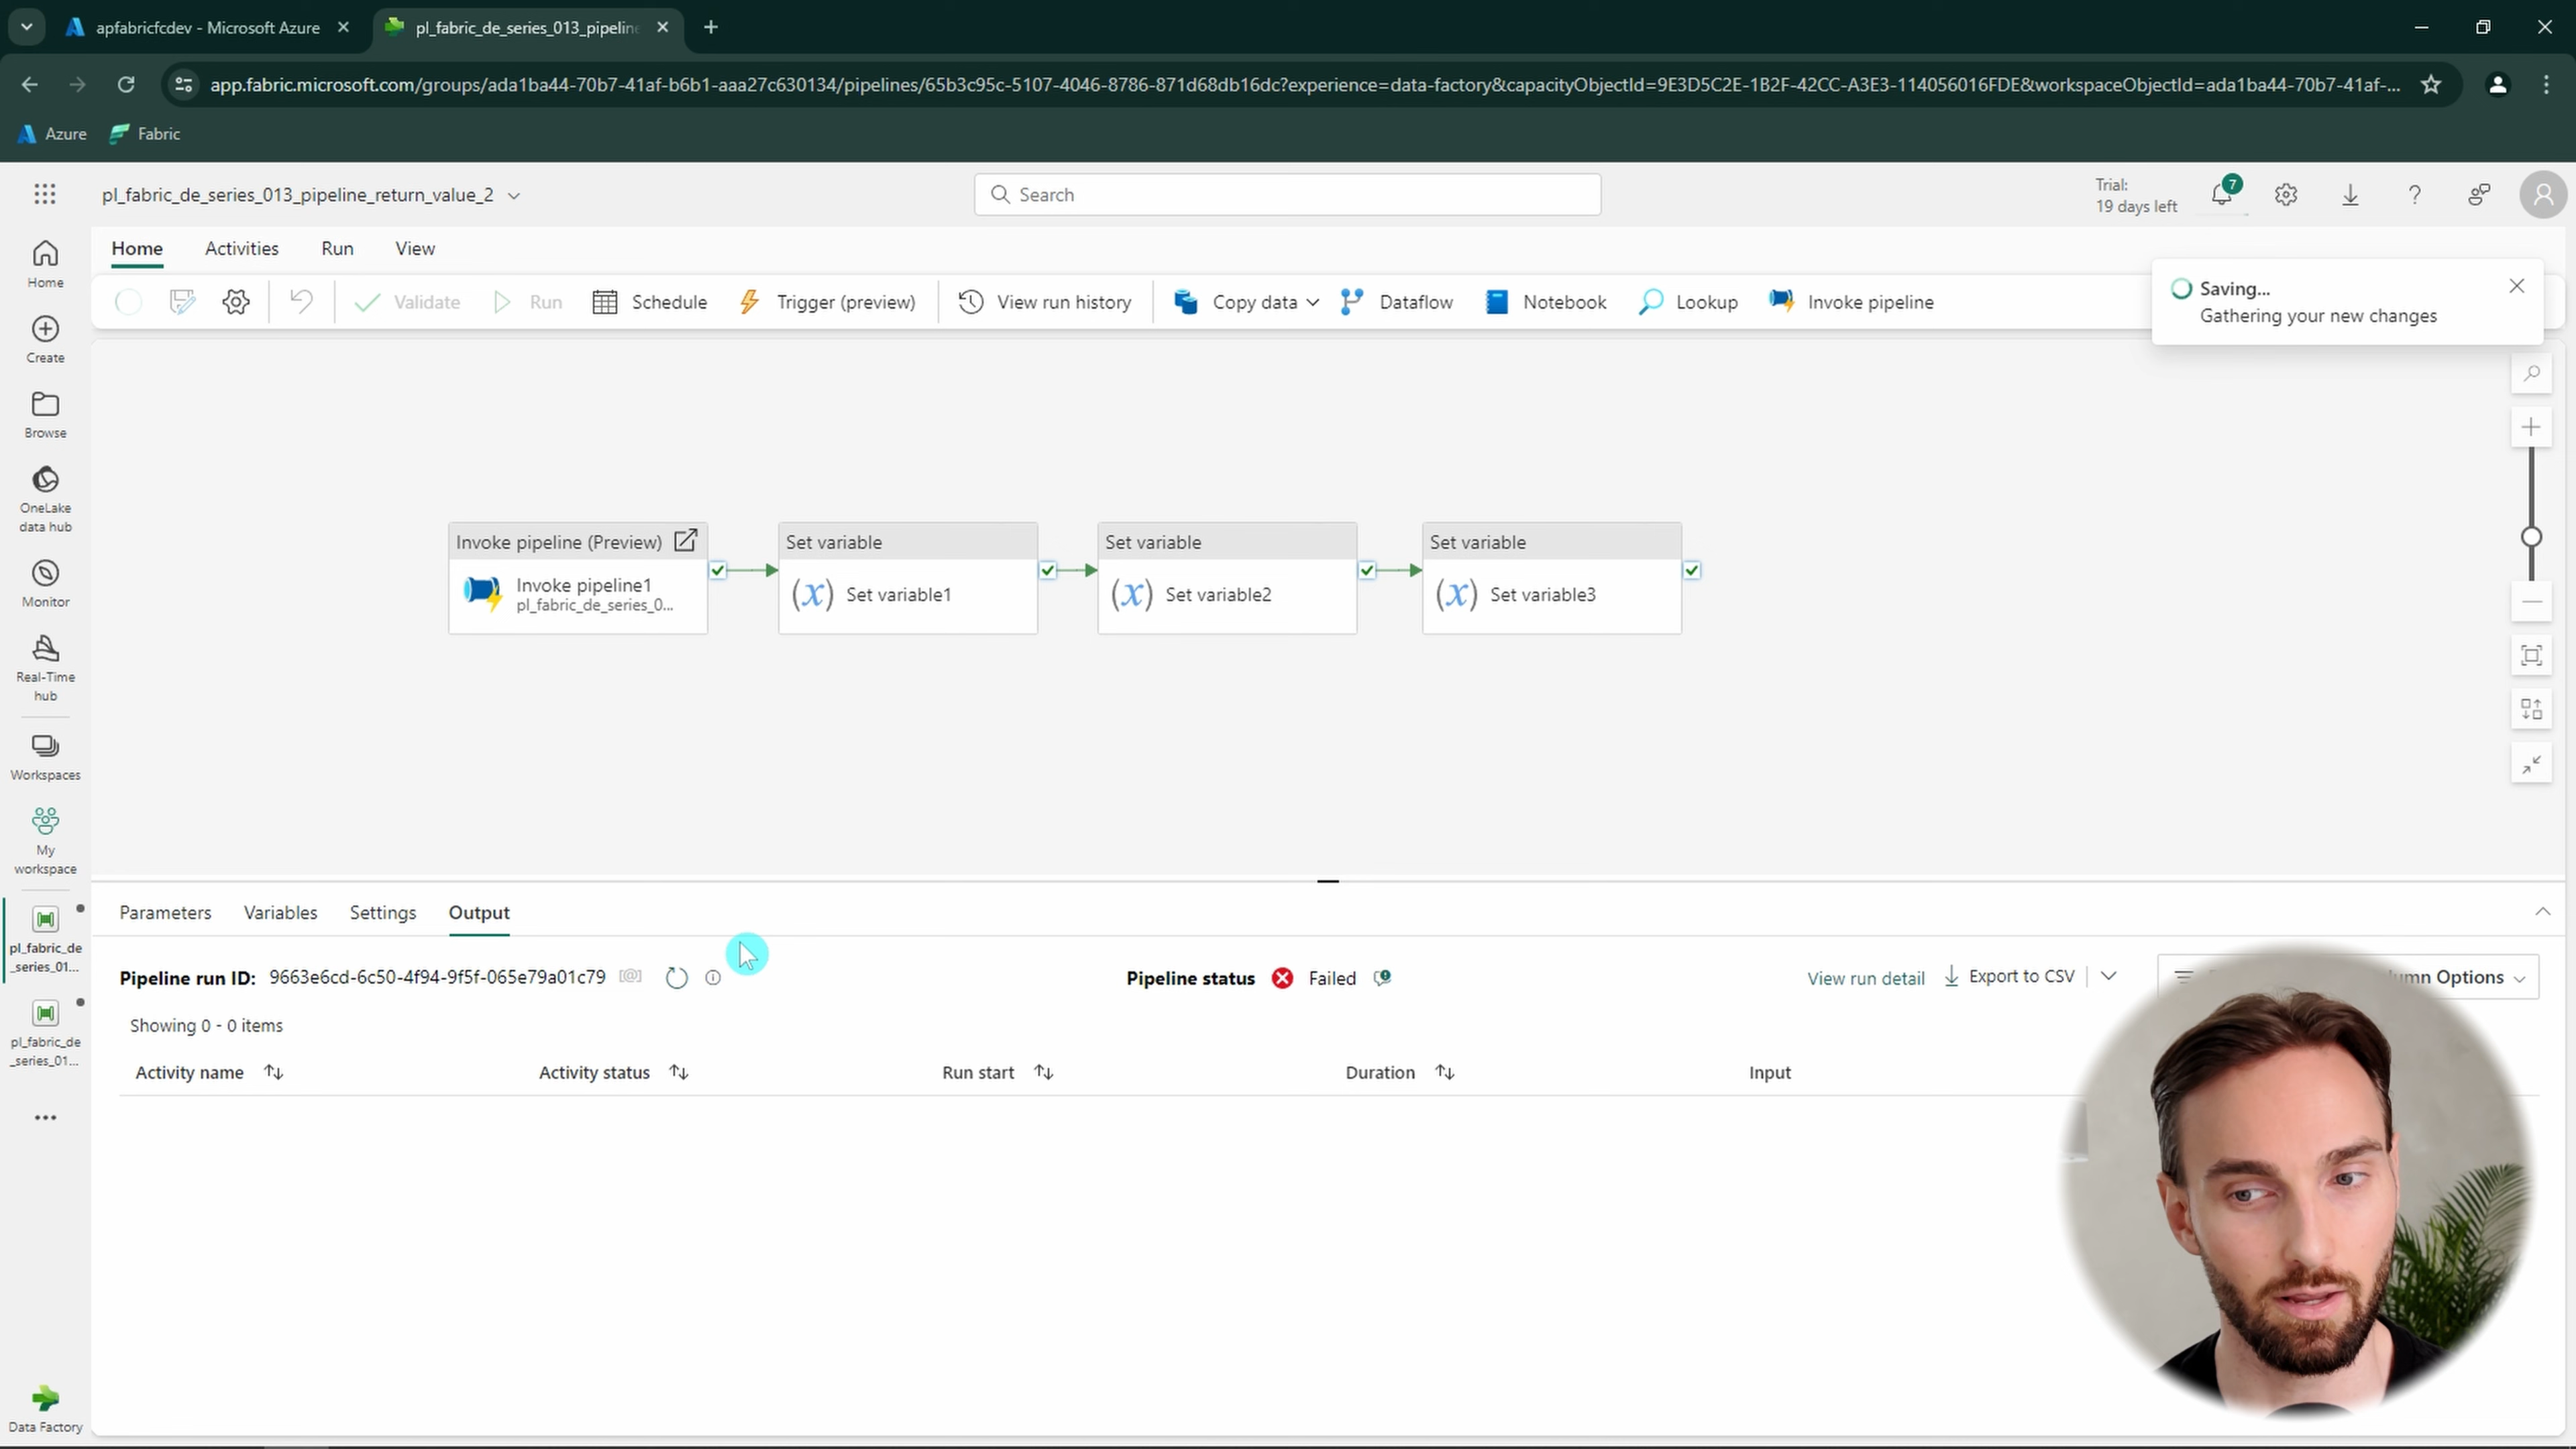 apfabricfcdev - Microsoft Azure
pl_fabric_de_series_013_pipelin
app.fabric.microsoft.com/groups/ada1ba44-70b7-41af-b6b1-aaa27c630134/pipelines/65b3c95c-5107-4046-8786-871d68db16dc?experience=data-factory&capacityObjectId=9E3D5C2E-1B2F-42CC-A3E3-114056016FDE&workspaceObjectId=ada1ba44-70b7-41af-...
Azure
Fabric
pl_fabric_de_series_013_pipeline_return_value_2
Search
Trial:
19 days left
7
Home
Activities
Run
View
Validate
Run
Schedule
Trigger (preview)
View run history
Copy data
Dataflow
Notebook
Lookup
Invoke pipeline
Saving...
Gathering your new changes
Home
Create
Browse
OneLake
data hub
Monitor
Real-Time
hub
Workspaces
My
workspace
pl_fabric_de
_series_01...
pl_fabric_de
_series_01...
Data Factory
Invoke pipeline (Preview)
Invoke pipeline1
pl_fabric_de_series_0...
Set variable
(x) Set variable1
Set variable
(x) Set variable2
Set variable
(x) Set variable3
Parameters
Variables
Settings
Output
Pipeline run ID: 9663e6cd-6c50-4f94-9f5f-065e79a01c79
Pipeline status
Failed
View run detail
Export to CSV
mn Options
Showing 0 - 0 items
Activity name
Activity status
Run start
Duration
Input